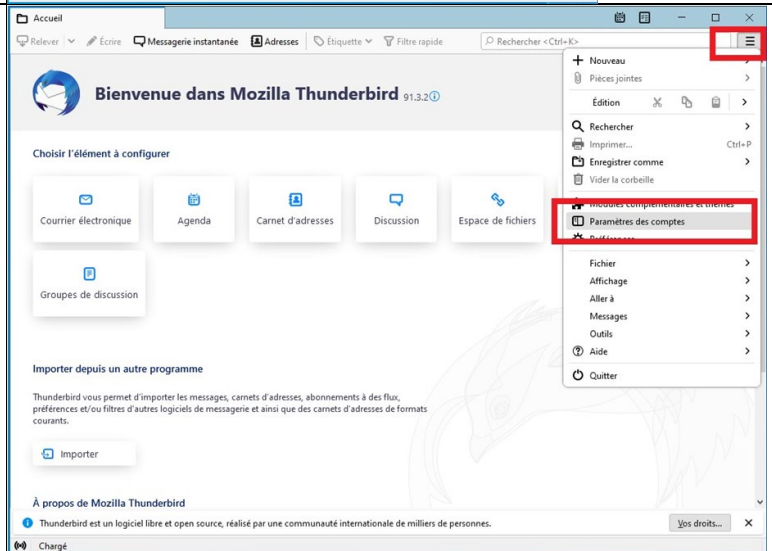 Accueil
Relever Écrire Messagerie instantanée Adresses Étiquette Filtre rapide Rechercher <Ctrl+K>
Bienvenue dans Mozilla Thunderbird 91.3.2
Choisir l'élément à configurer
Courrier électronique Agenda Carnet d'adresses Discussion Espace de fichiers
Groupes de discussion
Importer depuis un autre programme
Thunderbird vous permet d'importer les messages, carnets d'adresses, abonnements à des flux,
préférences et/ou filtres d'autres logiciels de messagerie et ainsi que des carnets d'adresses de formats
courants.
Importer
À propos de Mozilla Thunderbird
Nouveau
Pièces jointes
Édition
Rechercher
Imprimer... Ctrl+P
Enregistrer comme
Vider la corbeille
Modules complémentaires et thèmes
Paramètres des comptes
Préférences
Fichier
Affichage
Aller à
Messages
Outils
Aide
Quitter
Thunderbird est un logiciel libre et open source, réalisé par une communauté internationale de milliers de personnes. Vos droits...
Chargé